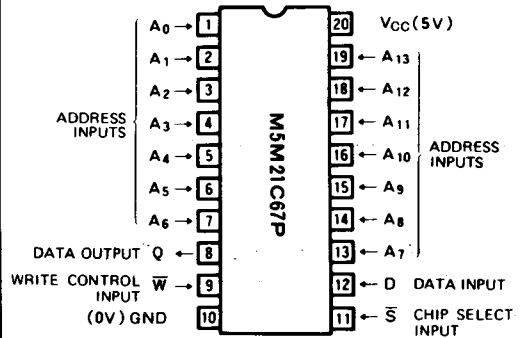 A0 → 1
A1 → 2
A2 → 3
A3 → 4
A4 → 5
A5 → 6
A6 → 7
ADDRESS
INPUTS
DATA OUTPUT Q ← 8
WRITE CONTROL
INPUT
W̅ → 9
(0V) GND 10
M5M21C67P
20 VCC (5V)
19 ← A13
18 ← A12
17 ← A11
16 ← A10
15 ← A9
14 ← A8
13 ← A7
ADDRESS
INPUTS
12 ← D DATA INPUT
11 ← S̅ CHIP SELECT
INPUT